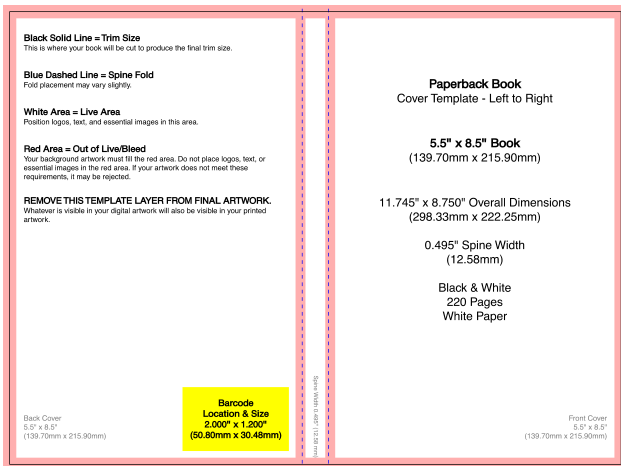 Black Solid Line = Trim Size
This is where your book will be cut to produce the final trim size.
Blue Dashed Line = Spine Fold
Fold placement may vary slightly.
White Area = Live Area
Position logos, text, and essential images in this area.
Red Area = Out of Live/Bleed
Your background artwork must fill the red area. Do not place logos, text, or
essential images in the red area. If your artwork does not meet these
requirements, it may be rejected.
REMOVE THIS TEMPLATE LAYER FROM FINAL ARTWORK.
Whatever is visible in your digital artwork will also be visible in your printed
artwork.
Back Cover
5.5" x 8.5"
(139.70mm x 215.90mm)
Barcode
Location & Size
2.000" x 1.200"
(50.80mm x 30.48mm)
Spine Width 0.495" (12.58 mm)
Paperback Book
Cover Template - Left to Right
5.5" x 8.5" Book
(139.70mm x 215.90mm)
11.745" x 8.750" Overall Dimensions
(298.33mm x 222.25mm)
0.495" Spine Width
(12.58mm)
Black & White
220 Pages
White Paper
Front Cover
5.5" x 8.5"
(139.70mm x 215.90mm)